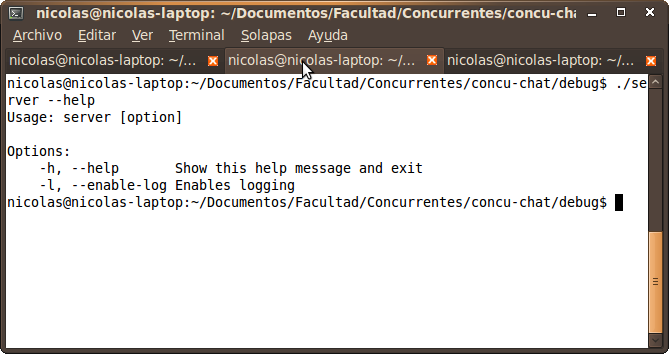 nicolas@nicolas-laptop: ~/Documentos/Facultad/Concurrentes/concu-chat
Archivo Editar Ver Terminal Solapas Ayuda
nicolas@nicolas-laptop: ~/... nicolas@nicolas-laptop: ~/... nicolas@nicolas-laptop: ~/...
nicolas@nicolas-laptop:~/Documentos/Facultad/Concurrentes/concu-chat/debug$ ./se
rver --help
Usage: server [option]
Options:
-h, --help Show this help message and exit
-l, --enable-log Enables logging
nicolas@nicolas-laptop:~/Documentos/Facultad/Concurrentes/concu-chat/debug$